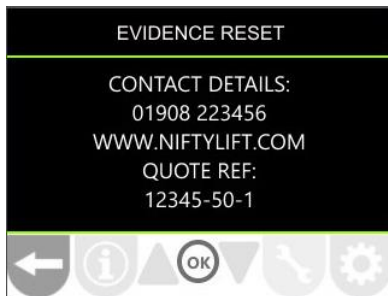 EVIDENCE RESET
CONTACT DETAILS:
01908 223456
WWW.NIFTYLIFT.COM
QUOTE REF:
12345-50-1
OK